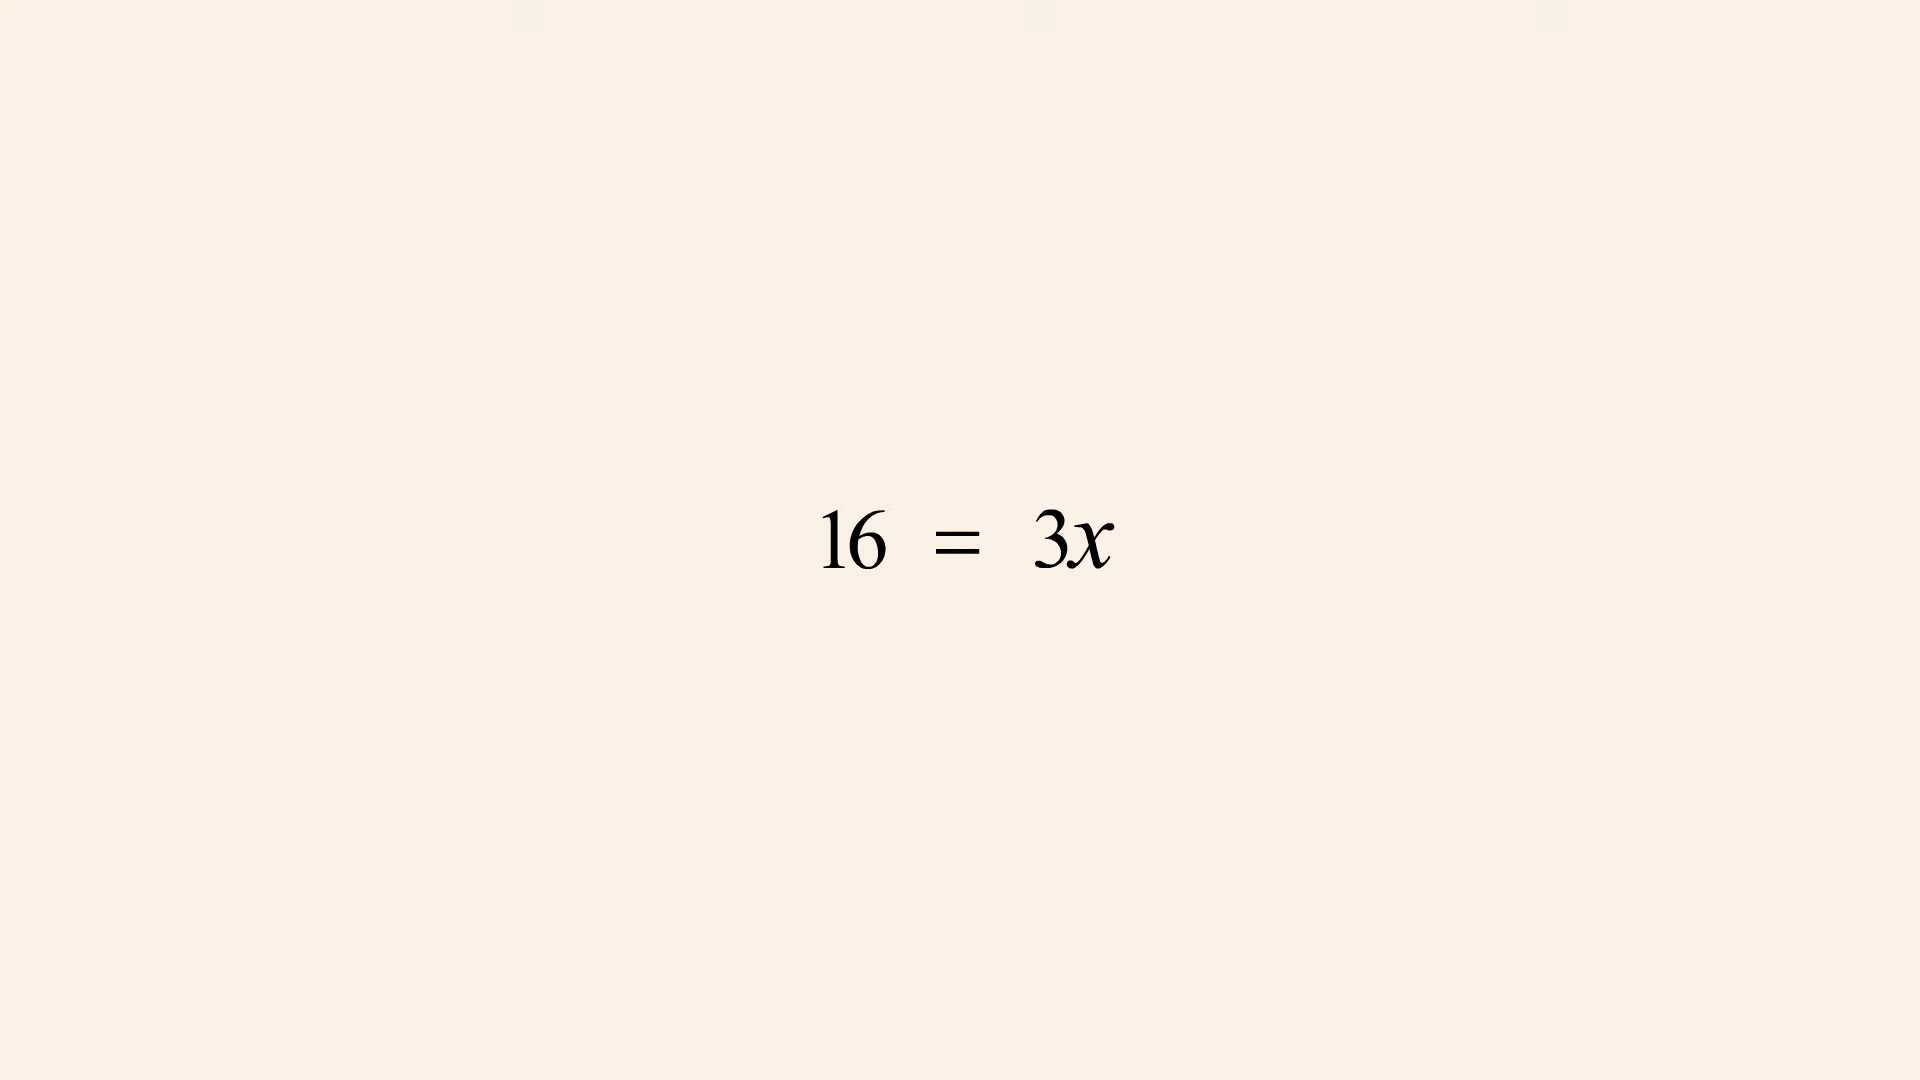 16 = 3x